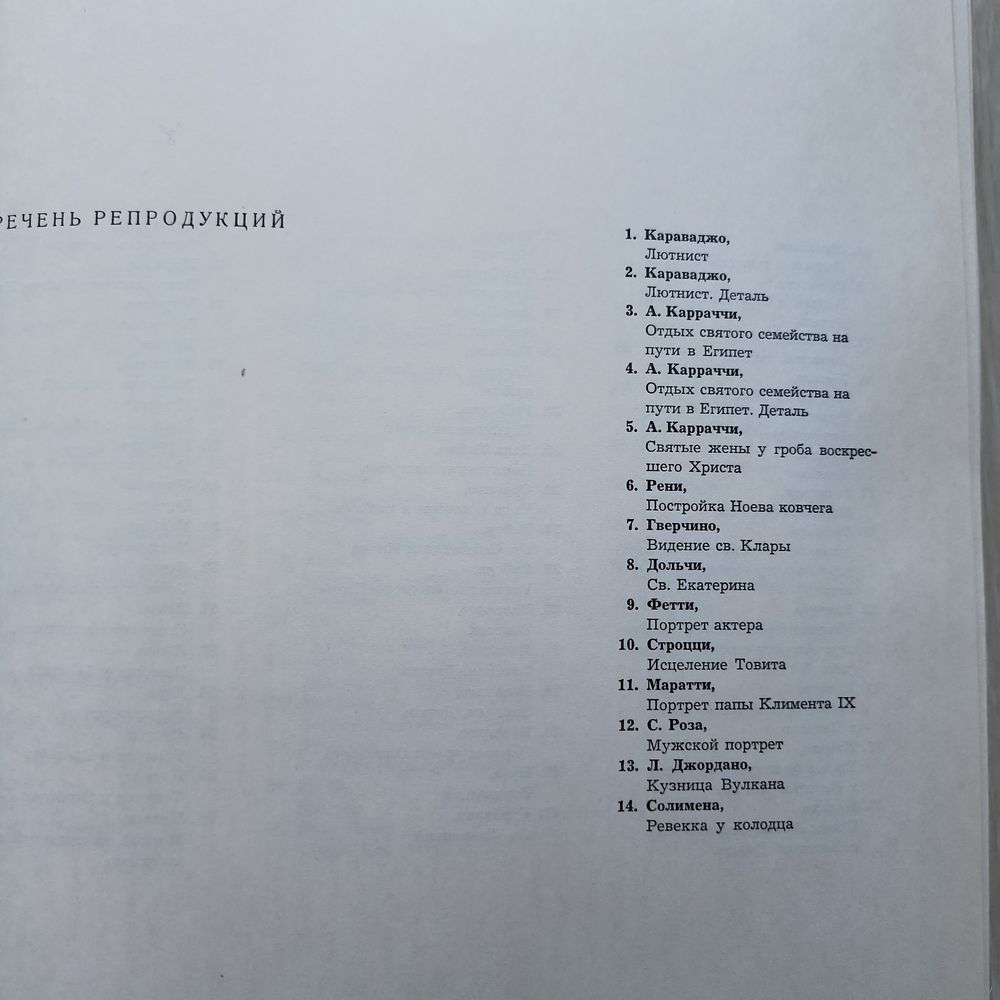 РЕЧЕНЬ РЕПРОДУКЦИЙ
1. Караваджо,
Лютнист
2. Караваджо,
Лютнист. Деталь
3. А. Карраччи,
Отдых святого семейства на
пути в Египет
4. А. Карраччи,
Отдых святого семейства на
пути в Египет. Деталь
5. А. Карраччи,
Святые жены у гроба воскрес-
шего Христа
6. Рени,
Постройка Ноева ковчега
7. Гверчино,
Видение св. Клары
8. Дольчи,
Св. Екатерина
9. Фетти,
Портрет актера
10. Строцци,
Исцеление Товита
11. Маратти,
Портрет папы Климента IX
12. С. Роза,
Мужской портрет
13. Л. Джордано,
Кузница Вулкана
14. Солимена,
Ревекка у колодца